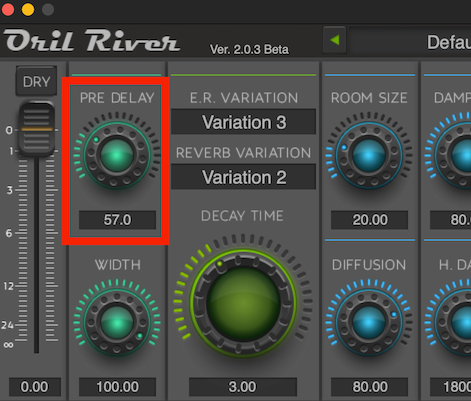 Oril River
Ver. 2.0.3 Beta
DRY
0
1
3
6
12
24
∞
0.00
PRE DELAY
57.0
WIDTH
100.00
E.R. VARIATION
Variation 3
REVERB VARIATION
Variation 2
DECAY TIME
3.00
ROOM SIZE
20.00
DIFFUSION
80.00
Defau
DAMP
80.0
H. DA
1800